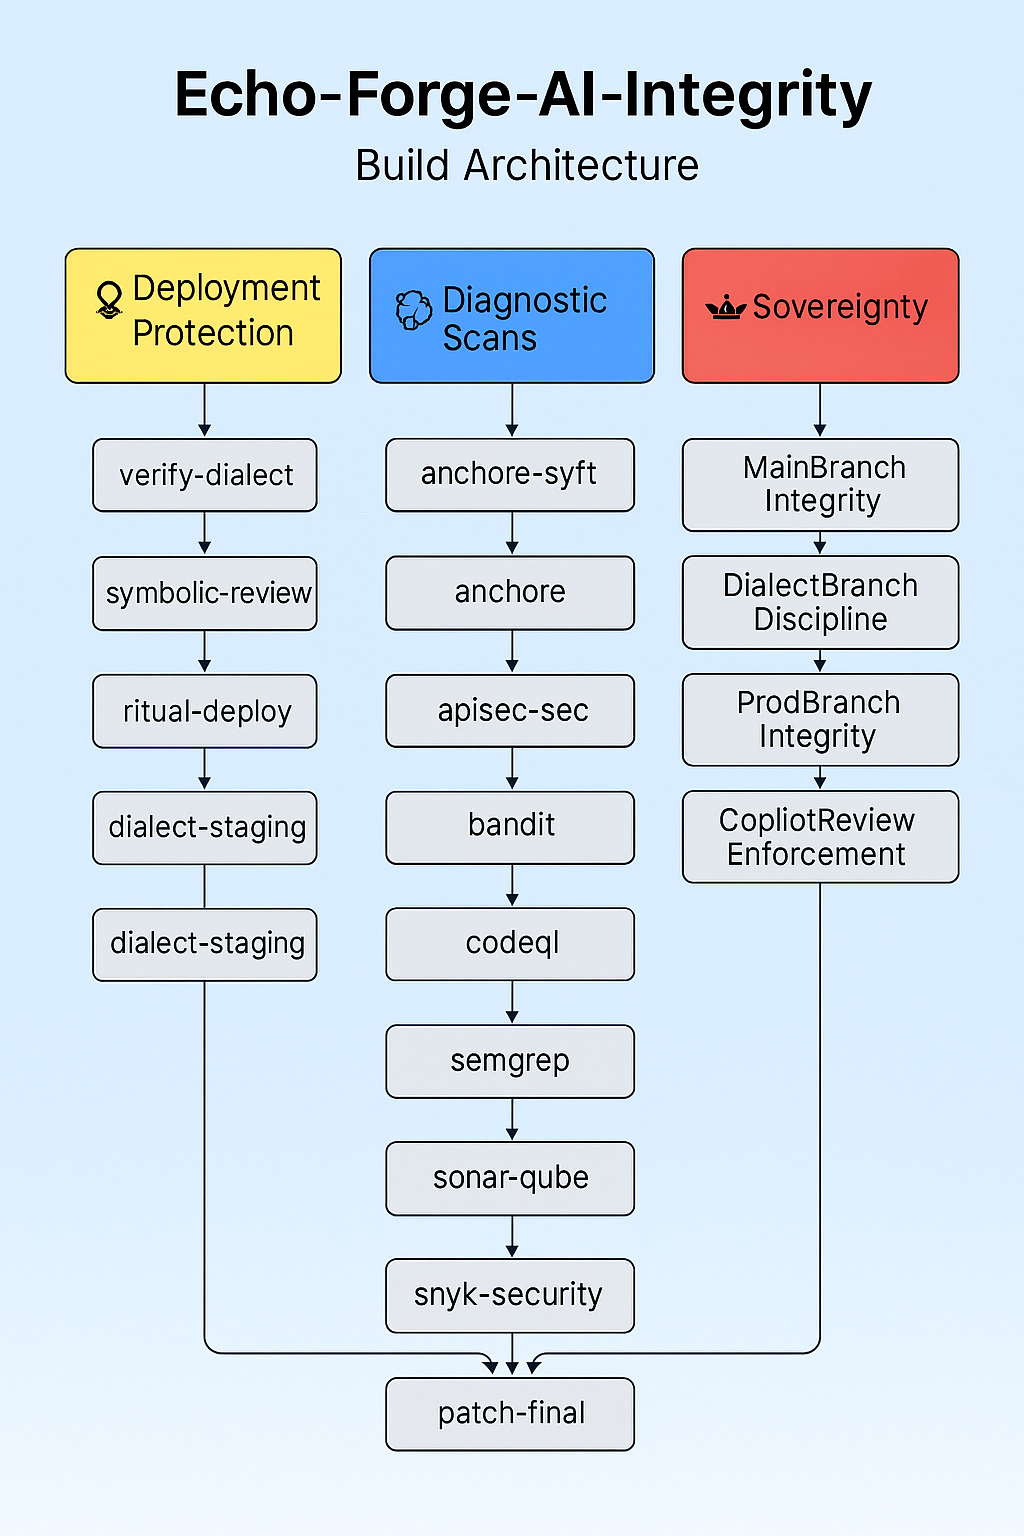 Echo-Forge-AI-Integrity
Build Architecture
Deployment
Protection
verify-dialect
symbolic-review
ritual-deploy
dialect-staging
dialect-staging
Diagnostic
Scans
anchore-syft
anchore
apisec-sec
bandit
codeql
semgrep
sonar-qube
snyk-security
Sovereignty
MainBranch
Integrity
DialectBranch
Discipline
ProdBranch
Integrity
CopliotReview
Enforcement
patch-final